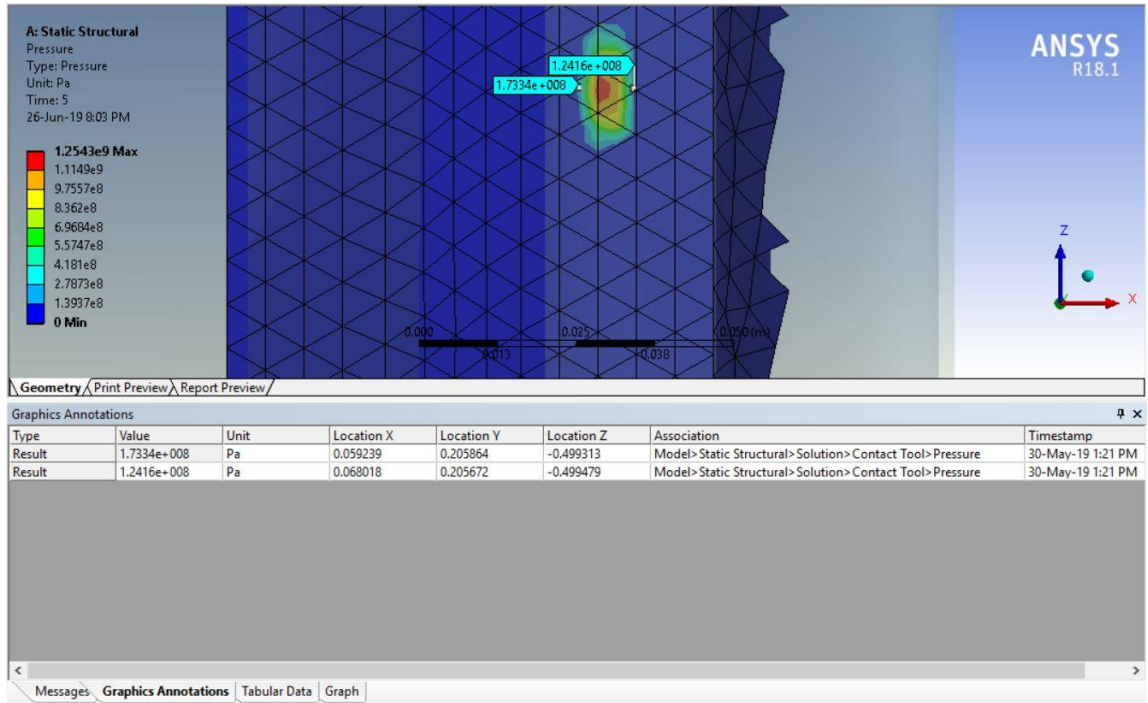 A: Static Structural
Pressure
Type: Pressure
Unit: Pa
Time: 5
26-Jun-19 8:03 PM
1.2543e9 Max
1.1149e9
9.7557e8
8.362e8
6.9684e8
5.5747e8
4.181e8
2.7873e8
1.3937e8
0 Min
1.2416e+008
1.7334e+008
ANSYS
R18.1
Z
X
Y
0.000 0.025 0.050 (m)
0.013 0.038
Geometry Print Preview Report Preview
Graphics Annotations
Type Value Unit Location X Location Y Location Z Association Timestamp
Result 1.7334e+008 Pa 0.059239 0.205864 -0.499313 Model>Static Structural>Solution>Contact Tool>Pressure 30-May-19 1:21 PM
Result 1.2416e+008 Pa 0.068018 0.205672 -0.499479 Model>Static Structural>Solution>Contact Tool>Pressure 30-May-19 1:21 PM
Messages Graphics Annotations Tabular Data Graph